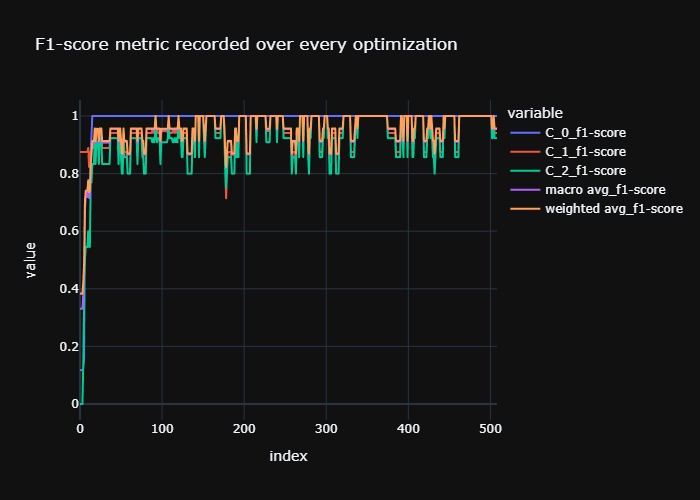 F1-score metric recorded over every optimization
variable
C_0_f1-score
C_1_f1-score
C_2_f1-score
macro avg_f1-score
weighted avg_f1-score
value
1
0.8
0.6
0.4
0.2
0
0 100 200 300 400 500
index